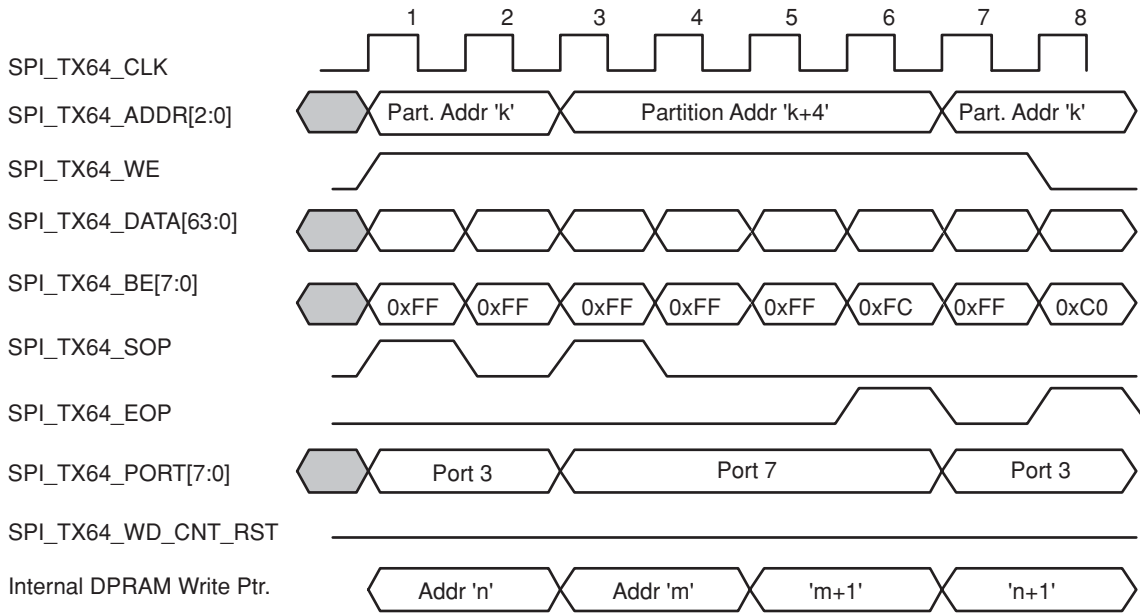 1 2 3 4 5 6 7 8
SPI_TX64_CLK
SPI_TX64_ADDR[2:0] Part. Addr 'k' Partition Addr 'k+4' Part. Addr 'k'
SPI_TX64_WE
SPI_TX64_DATA[63:0]
SPI_TX64_BE[7:0] 0xFF 0xFF 0xFF 0xFF 0xFF 0xFC 0xFF 0xC0
SPI_TX64_SOP
SPI_TX64_EOP
SPI_TX64_PORT[7:0] Port 3 Port 7 Port 3
SPI_TX64_WD_CNT_RST
Internal DPRAM Write Ptr. Addr 'n' Addr 'm' 'm+1' 'n+1'